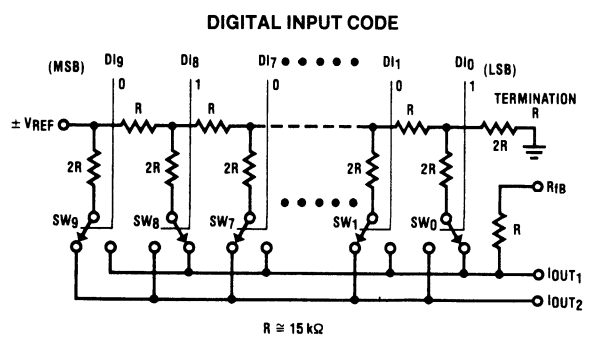 DIGITAL INPUT CODE
(MSB) DI9 DI8 DI7 DI1 DI0 (LSB)
0 1 0 0 1
TERMINATION
R R R R
± VREF
2R 2R 2R 2R 2R 2R
RfB
SW9 SW8 SW7 SW1 SW0 R
IOUT1
IOUT2
R ≅ 15 kΩ